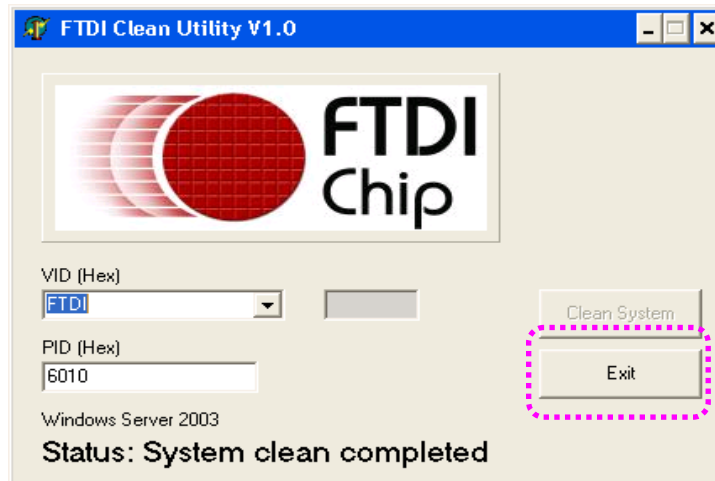 FTDI Clean Utility V1.0
FTDI
Chip
VID (Hex)
FTDI
Clean System
PID (Hex)
6010
Exit
Windows Server 2003
Status: System clean completed